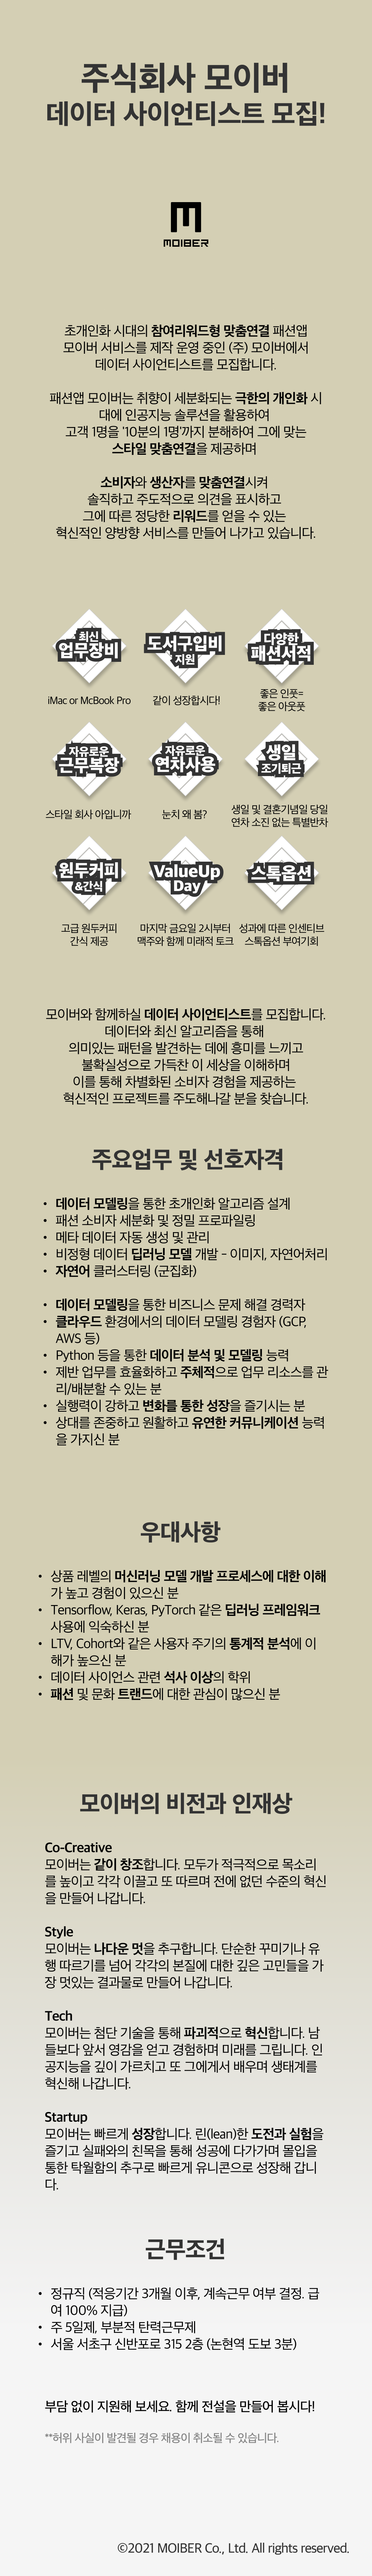 주식회사 모이버
데이터 사이언티스트 모집!
MOIBER
초개인화 시대의 참여리워드형 맞춤연결 패션앱
모이버 서비스를 제작 운영 중인 (주) 모이버에서
데이터 사이언티스트를 모집합니다.
패션앱 모이버는 취향이 세분화되는 극한의 개인화 시
대에 인공지능 솔루션을 활용하여
고객 1명을 '10분의 1명'까지 분해하여 그에 맞는
스타일 맞춤연결을 제공하며
소비자와 생산자를 맞춤연결시켜
솔직하고 주도적으로 의견을 표시하고
그에 따른 정당한 리워드를 얻을 수 있는
혁신적인 양방향 서비스를 만들어 나가고 있습니다.
최신
업무장비
iMac or McBook Pro
도서구입비
지원
같이 성장합시다!
다양한
패션서적
좋은 인풋=
좋은 아웃풋
자유로운
근무복장
스타일 회사 아입니까
자유로운
연차사용
눈치 왜 봄?
생일
조기퇴근
생일 및 결혼기념일 당일
연차 소진 없는 특별반차
원두커피
&간식
고급 원두커피
간식 제공
ValueUp
Day
마지막 금요일 2시부터
맥주와 함께 미래적 토크
스톡옵션
성과에 따른 인센티브
스톡옵션 부여기회
모이버와 함께하실 데이터 사이언티스트를 모집합니다.
데이터와 최신 알고리즘을 통해
의미있는 패턴을 발견하는 데에 흥미를 느끼고
불확실성으로 가득찬 이 세상을 이해하며
이를 통해 차별화된 소비자 경험을 제공하는
혁신적인 프로젝트를 주도해나갈 분을 찾습니다.
주요업무 및 선호자격
• 데이터 모델링을 통한 초개인화 알고리즘 설계
• 패션 소비자 세분화 및 정밀 프로파일링
• 메타 데이터 자동 생성 및 관리
• 비정형 데이터 딥러닝 모델 개발 - 이미지, 자연어처리
• 자연어 클러스터링 (군집화)
• 데이터 모델링을 통한 비즈니스 문제 해결 경력자
• 클라우드 환경에서의 데이터 모델링 경험자 (GCP,
AWS 등)
• Python 등을 통한 데이터 분석 및 모델링 능력
• 제반 업무를 효율화하고 주체적으로 업무 리소스를 관
리/배분할 수 있는 분
• 실행력이 강하고 변화를 통한 성장을 즐기시는 분
• 상대를 존중하고 원활하고 유연한 커뮤니케이션 능력
을 가지신 분
우대사항
• 상품 레벨의 머신러닝 모델 개발 프로세스에 대한 이해
가 높고 경험이 있으신 분
• Tensorflow, Keras, PyTorch 같은 딥러닝 프레임워크
사용에 익숙하신 분
• LTV, Cohort와 같은 사용자 주기의 통계적 분석에 이
해가 높으신 분
• 데이터 사이언스 관련 석사 이상의 학위
• 패션 및 문화 트랜드에 대한 관심이 많으신 분
모이버의 비전과 인재상
Co-Creative
모이버는 같이 창조합니다. 모두가 적극적으로 목소리
를 높이고 각각 이끌고 또 따르며 전에 없던 수준의 혁신
을 만들어 나갑니다.
Style
모이버는 나다운 멋을 추구합니다. 단순한 꾸미기나 유
행 따르기를 넘어 각각의 본질에 대한 깊은 고민들을 가
장 멋있는 결과물로 만들어 나갑니다.
Tech
모이버는 첨단 기술을 통해 파괴적으로 혁신합니다. 남
들보다 앞서 영감을 얻고 경험하며 미래를 그립니다. 인
공지능을 깊이 가르치고 또 그에게서 배우며 생태계를
혁신해 나갑니다.
Startup
모이버는 빠르게 성장합니다. 린(lean)한 도전과 실험을
즐기고 실패와의 친목을 통해 성공에 다가가며 몰입을
통한 탁월함의 추구로 빠르게 유니콘으로 성장해 갑니
다.
근무조건
• 정규직 (적응기간 3개월 이후, 계속근무 여부 결정. 급
여 100% 지급)
• 주 5일제, 부분적 탄력근무제
• 서울 서초구 신반포로 315 2층 (논현역 도보 3분)
부담 없이 지원해 보세요. 함께 전설을 만들어 봅시다!
**허위 사실이 발견될 경우 채용이 취소될 수 있습니다.
©2021 MOIBER Co., Ltd. All rights reserved.